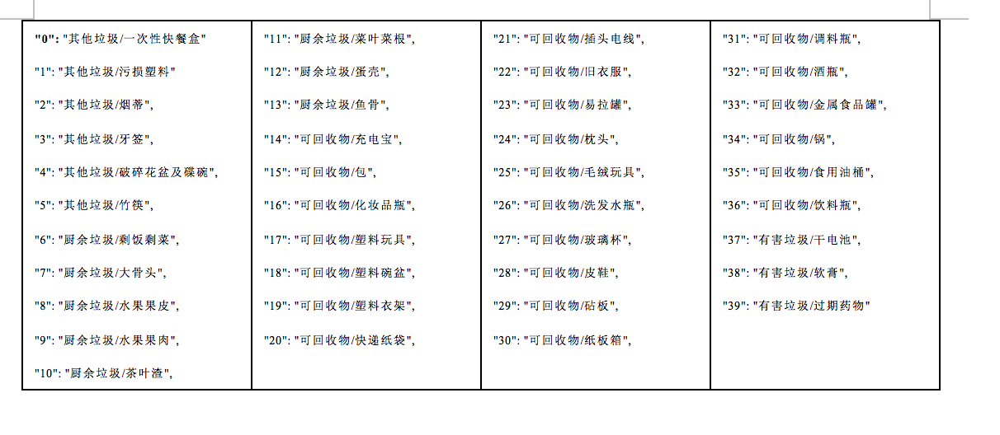 "0": "其他垃圾/一次性快餐盒"
"1": "其他垃圾/污损塑料"
"2": "其他垃圾/烟蒂",
"3": "其他垃圾/牙签",
"4": "其他垃圾/破碎花盆及碟碗",
"5": "其他垃圾/竹筷",
"6": "厨余垃圾/剩饭剩菜",
"7": "厨余垃圾/大骨头",
"8": "厨余垃圾/水果果皮",
"9": "厨余垃圾/水果果肉",
"10": "厨余垃圾/茶叶渣",
"11": "厨余垃圾/菜叶菜根",
"12": "厨余垃圾/蛋壳",
"13": "厨余垃圾/鱼骨",
"14": "可回收物/充电宝",
"15": "可回收物/包",
"16": "可回收物/化妆品瓶",
"17": "可回收物/塑料玩具",
"18": "可回收物/塑料碗盆",
"19": "可回收物/塑料衣架",
"20": "可回收物/快递纸袋",
"21": "可回收物/插头电线",
"22": "可回收物/旧衣服",
"23": "可回收物/易拉罐",
"24": "可回收物/枕头",
"25": "可回收物/毛绒玩具",
"26": "可回收物/洗发水瓶",
"27": "可回收物/玻璃杯",
"28": "可回收物/皮鞋",
"29": "可回收物/砧板",
"30": "可回收物/纸板箱",
"31": "可回收物/调料瓶",
"32": "可回收物/酒瓶",
"33": "可回收物/金属食品罐",
"34": "可回收物/锅",
"35": "可回收物/食用油桶",
"36": "可回收物/饮料瓶",
"37": "有害垃圾/干电池",
"38": "有害垃圾/软膏",
"39": "有害垃圾/过期药物"